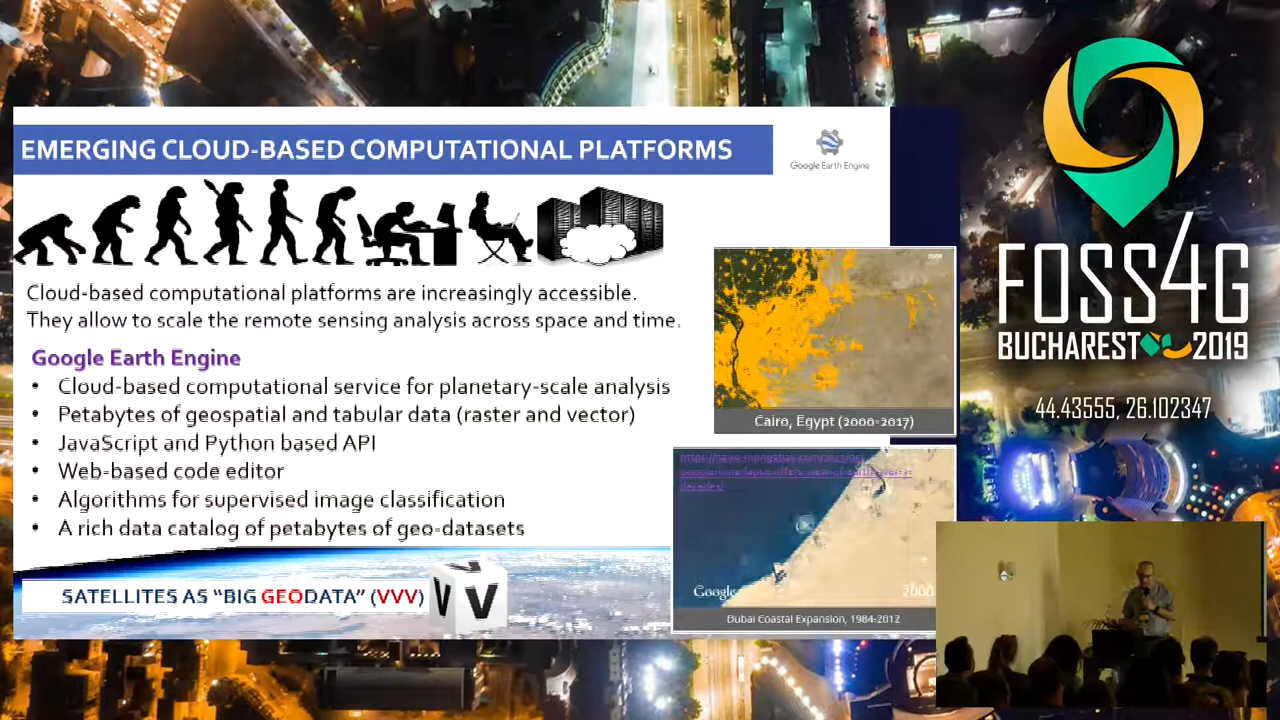 EMERGING CLOUD-BASED COMPUTATIONAL PLATFORMS
Google Earth Engine
Cloud-based computational platforms are increasingly accessible.
They allow to scale the remote sensing analysis across space and time.
Google Earth Engine
• Cloud-based computational service for planetary-scale analysis
• Petabytes of geospatial and tabular data (raster and vector)
• JavaScript and Python based API
• Web-based code editor
• Algorithms for supervised image classification
• A rich data catalog of petabytes of geo-datasets
SATELLITES AS “BIG GEODATA” (VVV)
V V
Cairo, Egypt (2000-2017)
decades/
Google 2000
Dubai Coastal Expansion, 1984-2012
FOSS4G
BUCHAREST 2019
44.43555, 26.102347